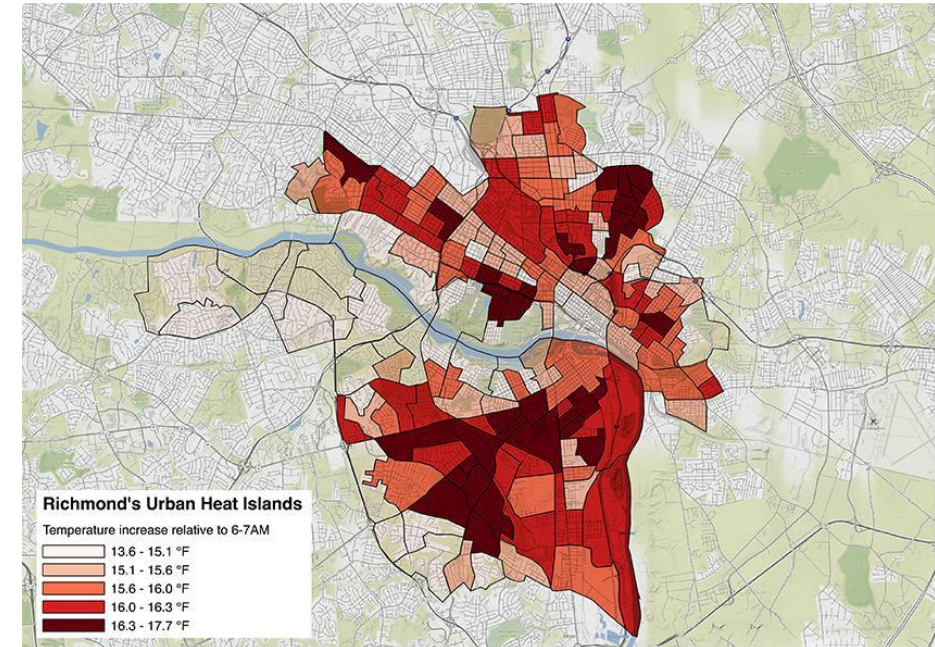 Richmond's Urban Heat Islands
Temperature increase relative to 6-7AM
13.6 - 15.1 °F
15.1 - 15.6 °F
15.6 - 16.0 °F
16.0 - 16.3 °F
16.3 - 17.7 °F